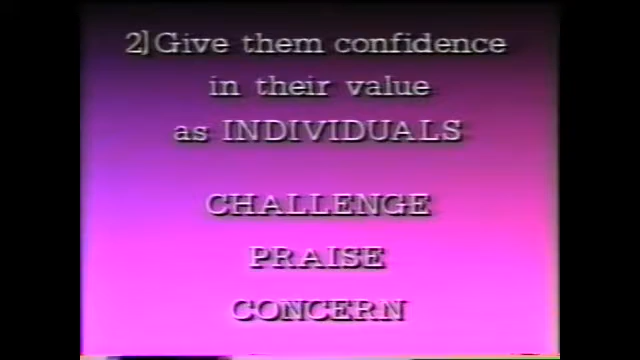 2] Give them confidence
in their value
as INDIVIDUALS
CHALLENGE
PRAISE
CONCERN